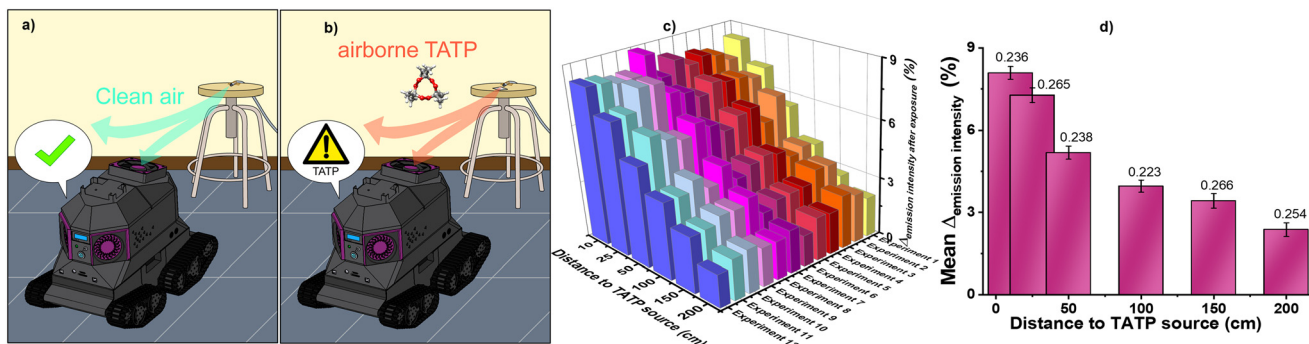 a)
Clean air
b)
airborne TATP
TATP
c)
9
6
3
0
Δemission intensity after exposure (%)
10
25
50
100
150
200
Distance to TATP source (cm)
Experiment 1
Experiment 2
Experiment 3
Experiment 4
Experiment 5
Experiment 6
Experiment 7
Experiment 8
Experiment 9
Experiment 10
Experiment 11
d)
Mean Δemission intensity (%)
9
6
3
0
0.236
0.265
0.238
0.223
0.266
0.254
0
50
100
150
200
Distance to TATP source (cm)